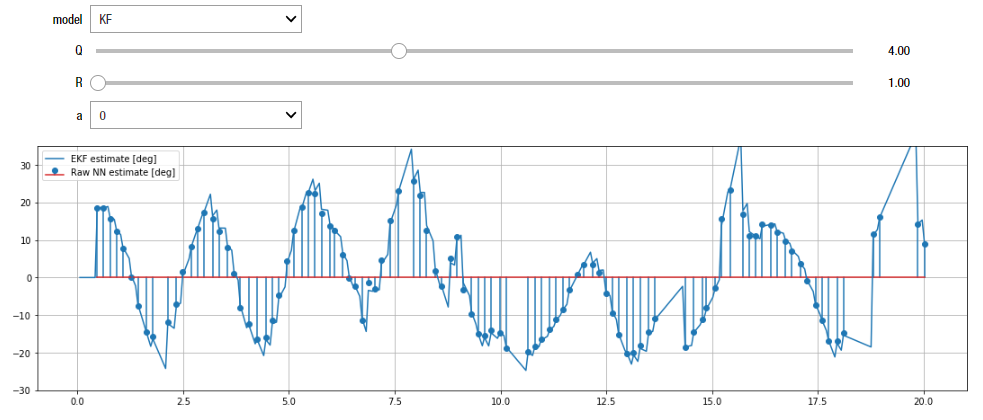 model KF
Q 4.00
R 1.00
a 0
EKF estimate [deg]
Raw NN estimate [deg]
30
20
10
0
−10
−20
−30
0.0 2.5 5.0 7.5 10.0 12.5 15.0 17.5 20.0